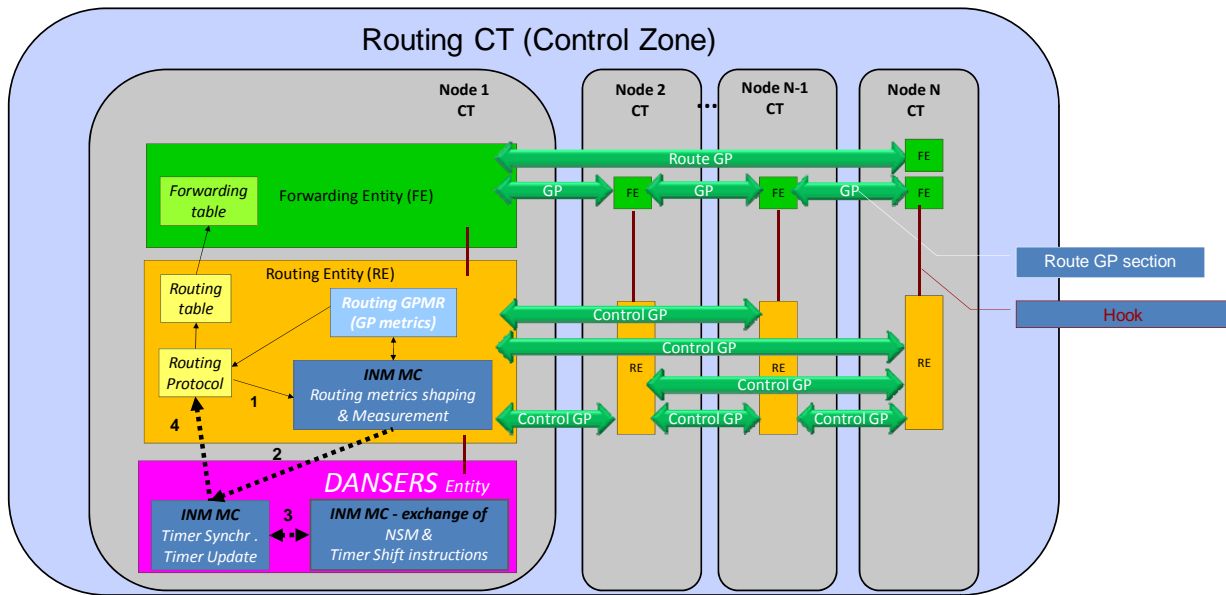 Routing CT (Control Zone)
Node 1
CT
Node 2
CT
...
Node N-1
CT
Node N
CT
Forwarding
table
Forwarding Entity (FE)
Route GP
FE
GP
FE
GP
FE
GP
FE
Route GP section
Hook
Routing Entity (RE)
Routing
table
Routing GPMR
(GP metrics)
Routing
Protocol
1
INM MC
Routing metrics shaping
& Measurement
Control GP
Control GP
RE
RE
RE
Control GP
Control GP
Control GP
Control GP
4
2
DANSERS Entity
INM MC
Timer Synchr .
Timer Update
3
INM MC - exchange of
NSM &
Timer Shift instructions